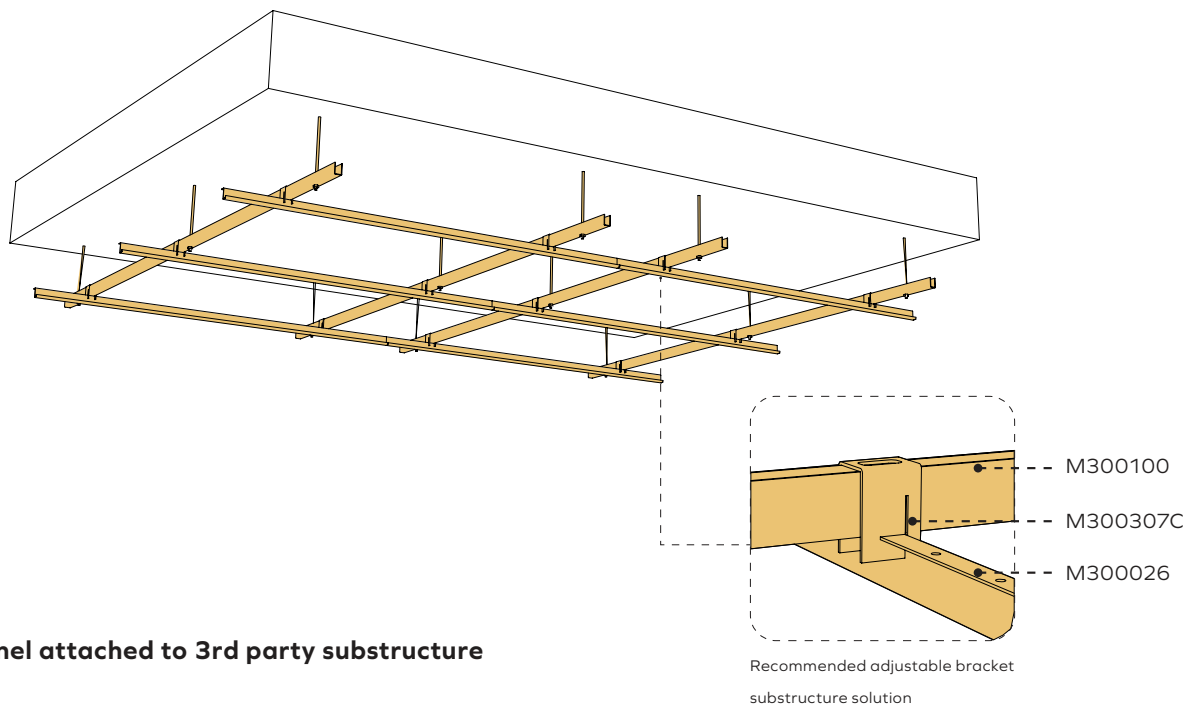 M300100
M300307C
M300026
nel attached to 3rd party substructure
Recommended adjustable bracket
substructure solution